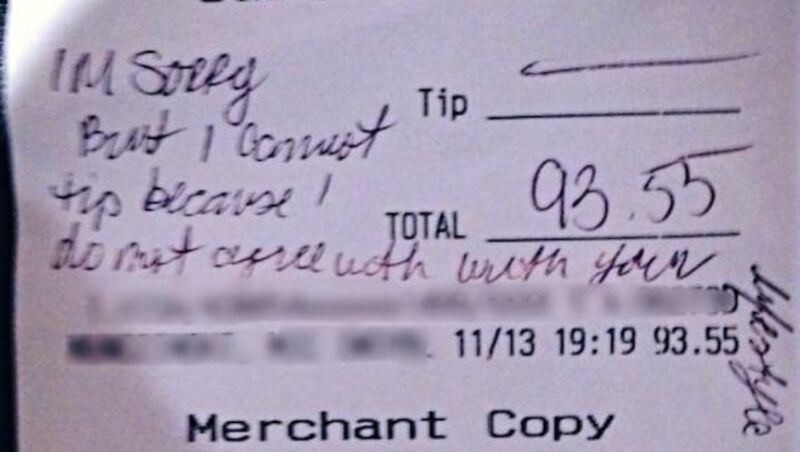 IM Sorry
But I cannot
Tip
tip because I
TOTAL 93.55
do not agree with with your
lifestyle
11/13 19:19 93.55
Merchant Copy